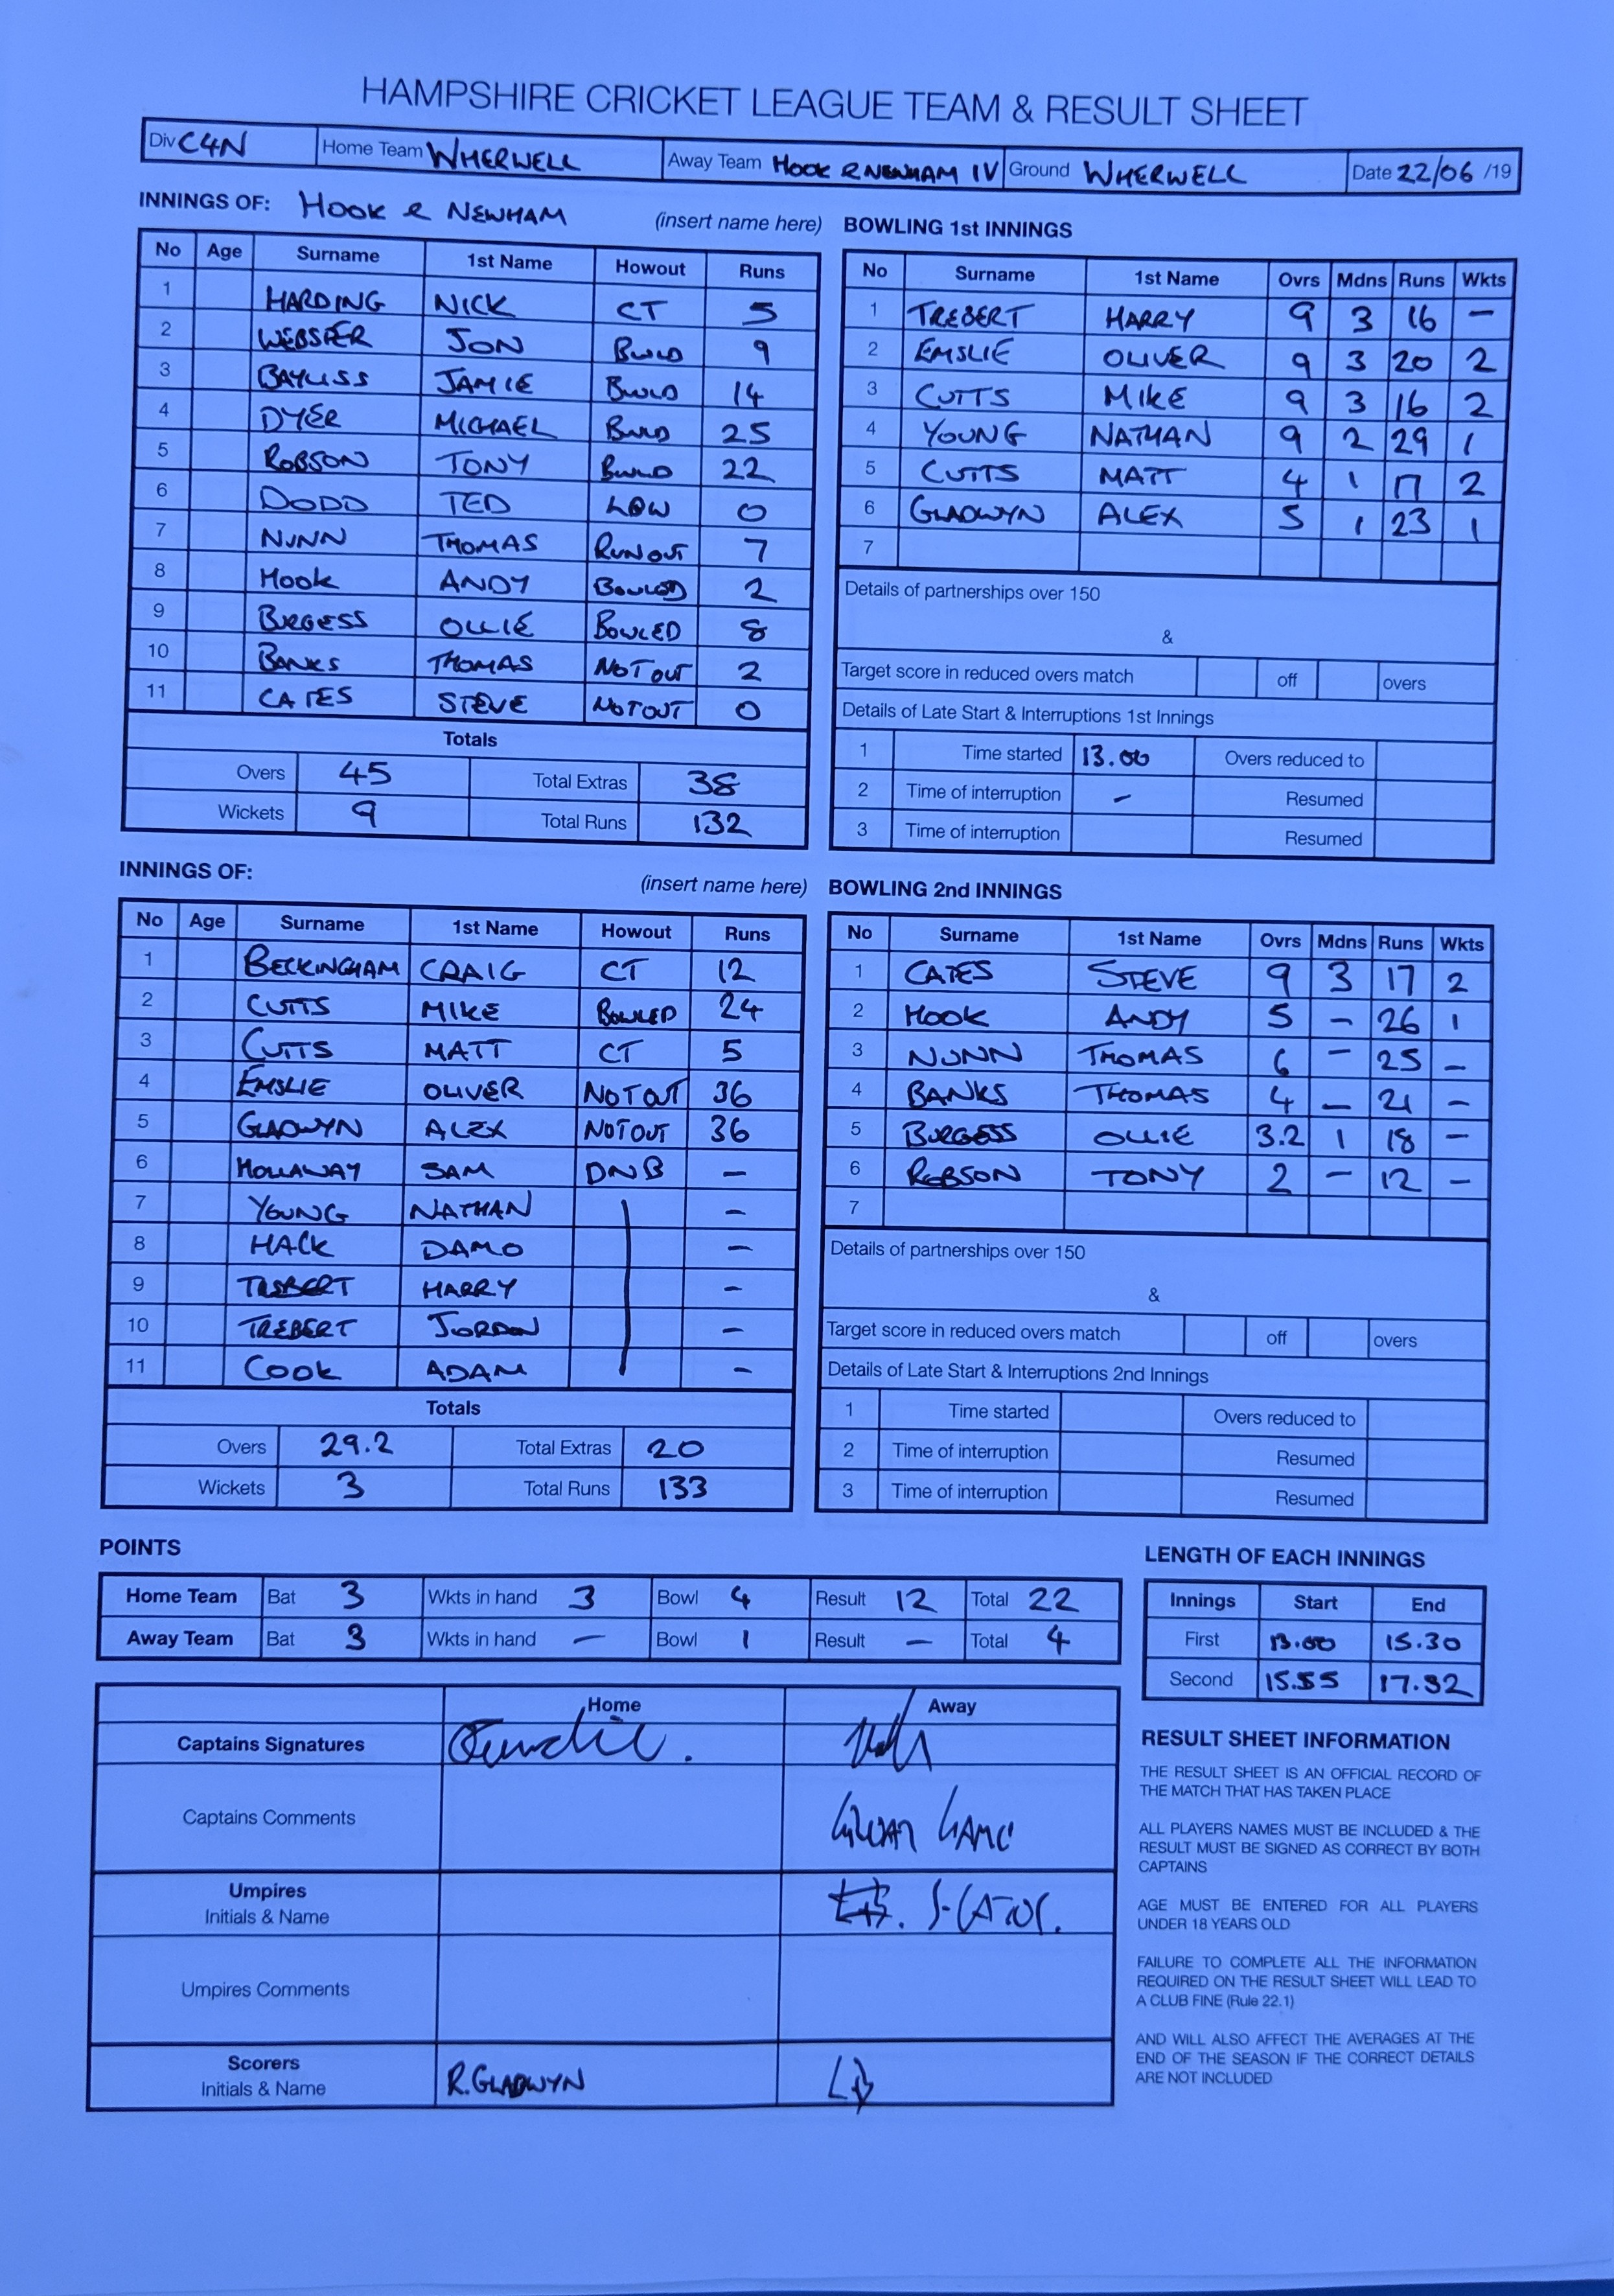 HAMPSHIRE CRICKET LEAGUE TEAM & RESULT SHEET
Div C4N Home Team WHERWELL Away Team HOOK & NEWHAM IV Ground WHERWELL Date 22/06 /19
INNINGS OF: HOOK & NEWHAM (insert name here)
No Age Surname 1st Name Howout Runs
1 HARDING NICK CT 5
2 WEBSTER JON BWLD 9
3 BAYLISS JAMIE BWLD 14
4 DYER MICHAEL BWLD 25
5 ROBSON TONY BWLD 22
6 DODD TED LBW 0
7 NUNN THOMAS RUN OUT 7
8 HOOK ANDY BOWLED 2
9 BURGESS OLLIE BOWLED 8
10 BANKS THOMAS NOT OUT 2
11 CATES STEVE NOT OUT 0
Totals
Overs 45 Total Extras 38
Wickets 9 Total Runs 132
BOWLING 1st INNINGS
No Surname 1st Name Ovrs Mdns Runs Wkts
1 TREBERT HARRY 9 3 16 -
2 EMSLIE OLIVER 9 3 20 2
3 CUTTS MIKE 9 3 16 2
4 YOUNG NATHAN 9 2 29 1
5 CUTTS MATT 4 1 17 2
6 GLADWYN ALEX 5 1 23 1
7
Details of partnerships over 150
&
Target score in reduced overs match off overs
Details of Late Start & Interruptions 1st Innings
1 Time started 13.00 Overs reduced to
2 Time of interruption - Resumed
3 Time of interruption Resumed
INNINGS OF: (insert name here)
No Age Surname 1st Name Howout Runs
1 BECKINGHAM CRAIG CT 12
2 CUTTS MIKE BOWLED 24
3 CUTTS MATT CT 5
4 EMSLIE OLIVER NOT OUT 36
5 GLADWYN ALEX NOT OUT 36
6 HOLLAWAY SAM DNB -
7 YOUNG NATHAN -
8 HACK DAMO -
9 TREBERT HARRY -
10 TREBERT JORDON -
11 COOK ADAM -
Totals
Overs 29.2 Total Extras 20
Wickets 3 Total Runs 133
BOWLING 2nd INNINGS
No Surname 1st Name Ovrs Mdns Runs Wkts
1 CATES STEVE 9 3 17 2
2 HOOK ANDY 5 - 26 1
3 NUNN THOMAS 6 - 25 -
4 BANKS THOMAS 4 - 21 -
5 BURGESS OLLIE 3.2 1 18 -
6 ROBSON TONY 2 - 12 -
7
Details of partnerships over 150
&
Target score in reduced overs match off overs
Details of Late Start & Interruptions 2nd Innings
1 Time started Overs reduced to
2 Time of interruption Resumed
3 Time of interruption Resumed
POINTS
Home Team Bat 3 Wkts in hand 3 Bowl 4 Result 12 Total 22
Away Team Bat 3 Wkts in hand - Bowl 1 Result - Total 4
LENGTH OF EACH INNINGS
Innings Start End
First 13.00 15.30
Second 15.55 17.32
Home Away
Captains Signatures
Captains Comments
Umpires
Initials & Name
Umpires Comments
Scorers
Initials & Name R. GLADWYN
RESULT SHEET INFORMATION
THE RESULT SHEET IS AN OFFICIAL RECORD OF
THE MATCH THAT HAS TAKEN PLACE
ALL PLAYERS NAMES MUST BE INCLUDED & THE
RESULT MUST BE SIGNED AS CORRECT BY BOTH
CAPTAINS
AGE MUST BE ENTERED FOR ALL PLAYERS
UNDER 18 YEARS OLD
FAILURE TO COMPLETE ALL THE INFORMATION
REQUIRED ON THE RESULT SHEET WILL LEAD TO
A CLUB FINE (Rule 22.1)
AND WILL ALSO AFFECT THE AVERAGES AT THE
END OF THE SEASON IF THE CORRECT DETAILS
ARE NOT INCLUDED